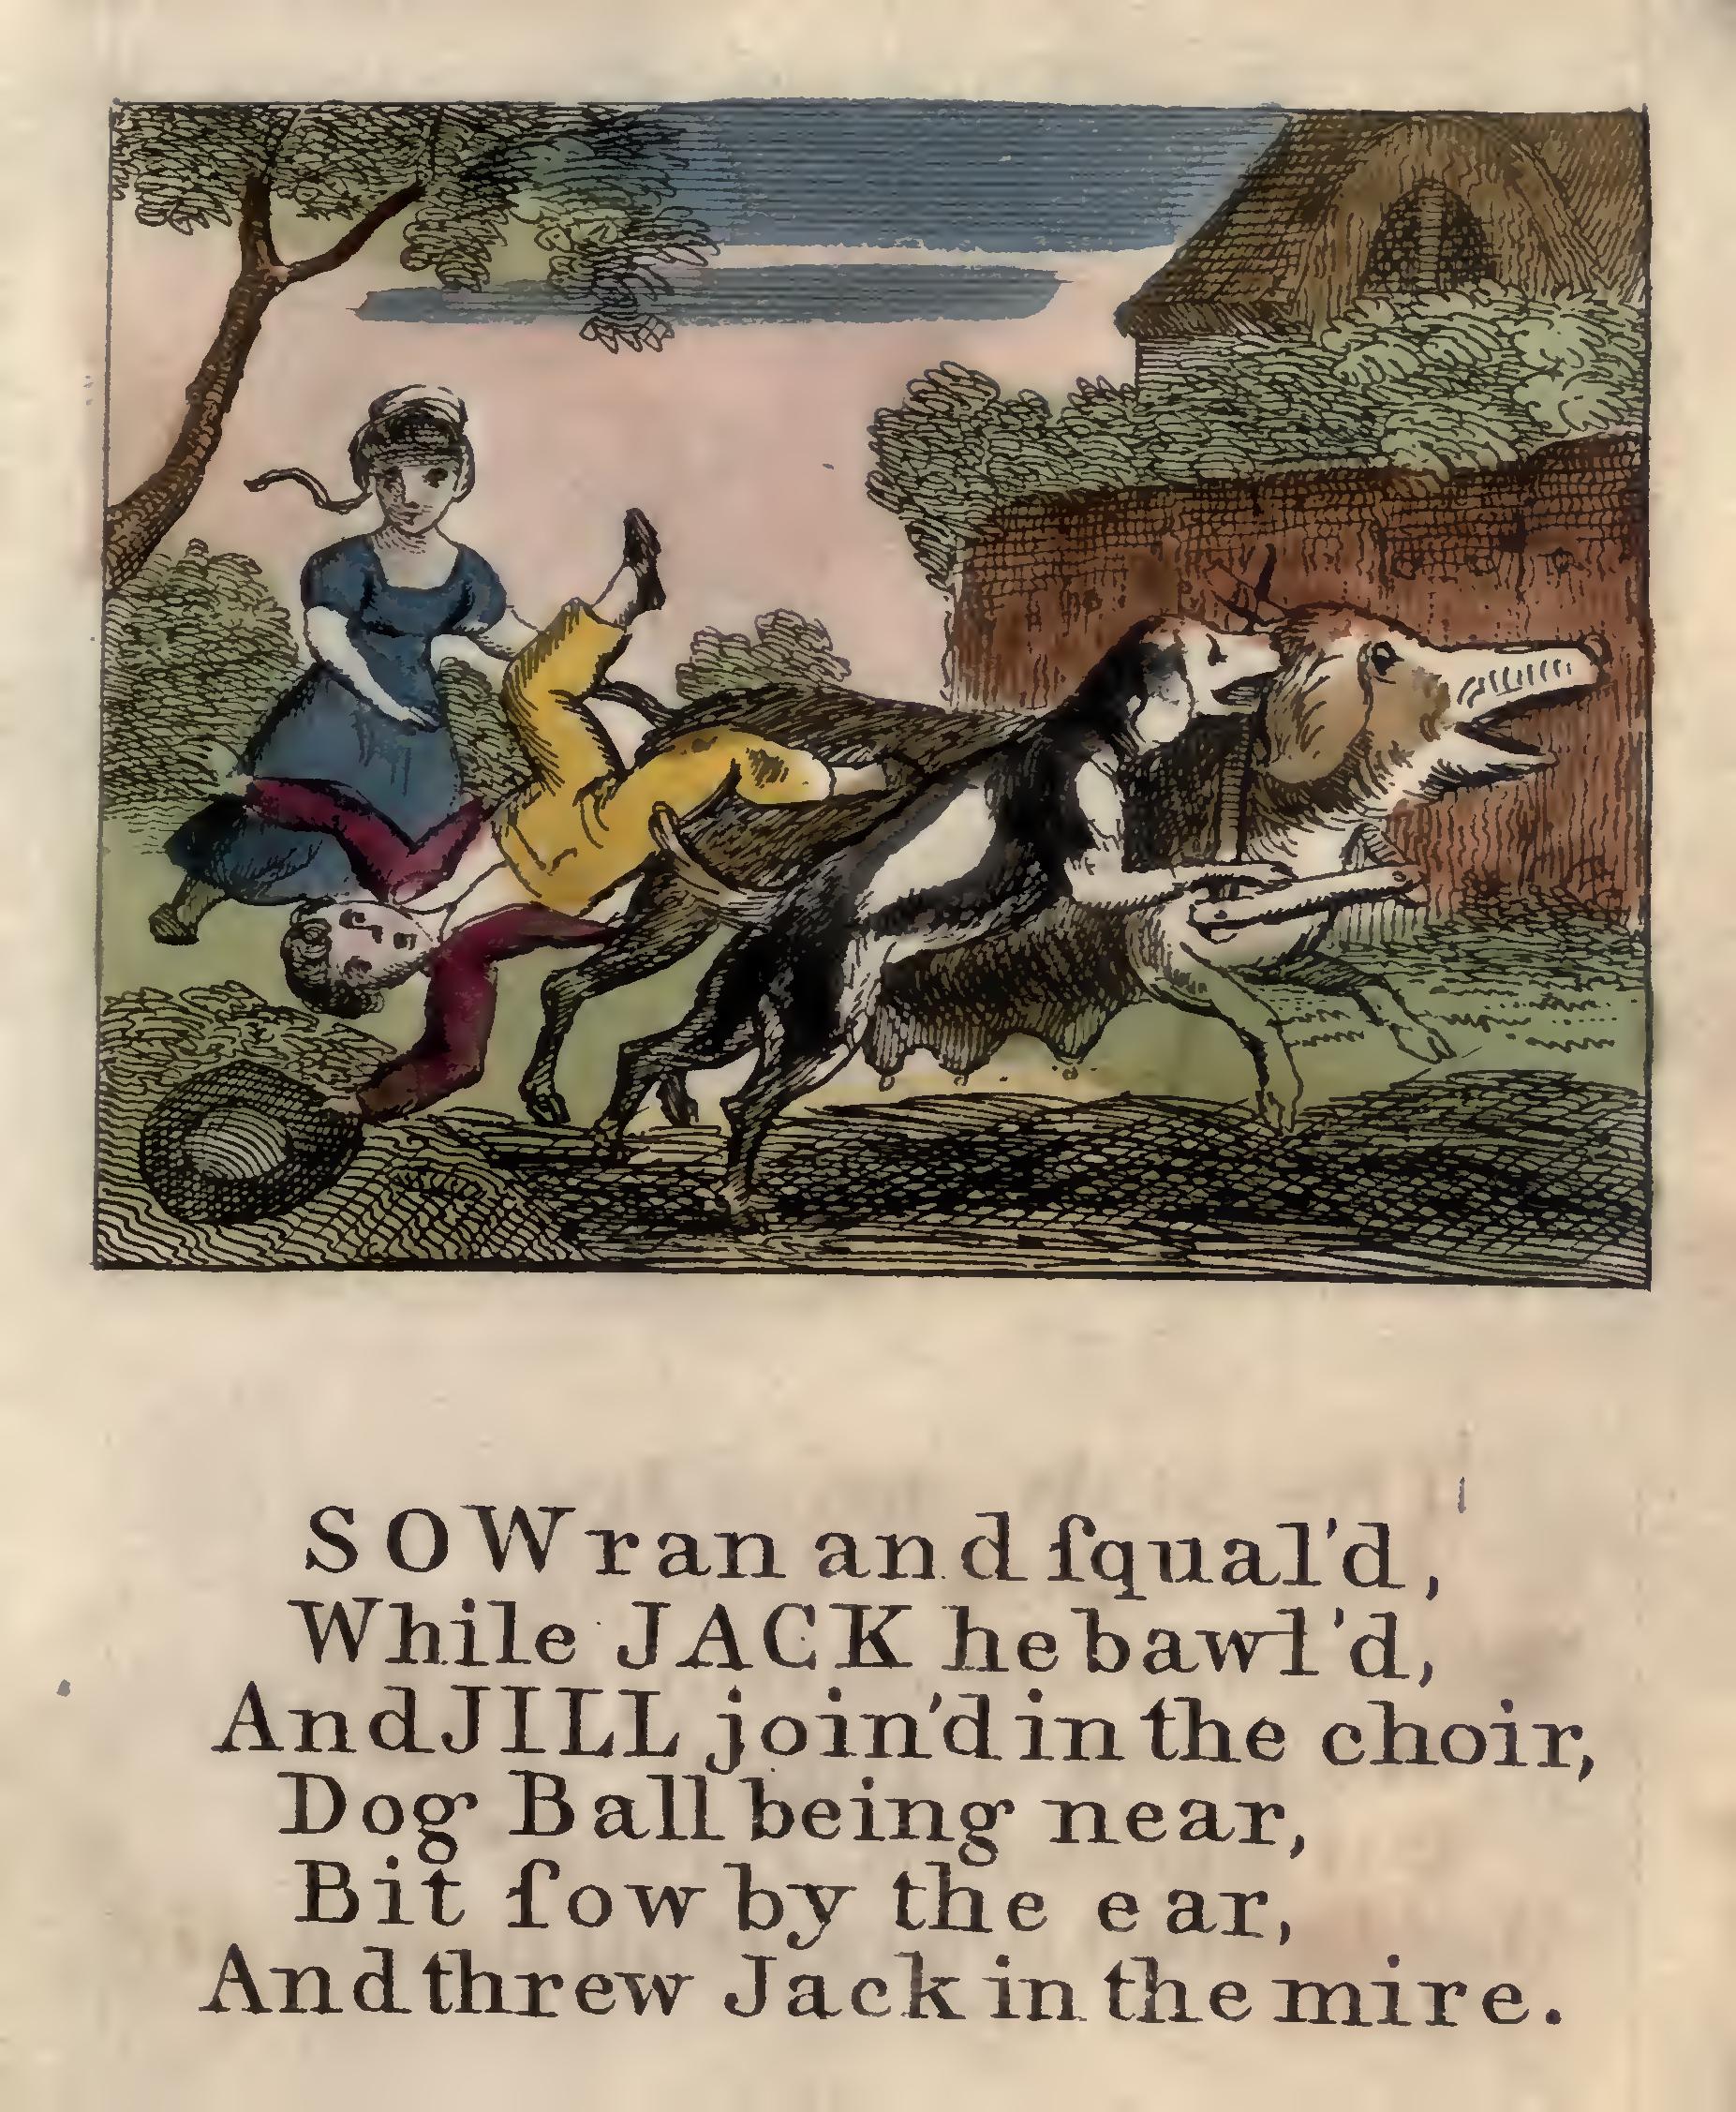 SOW ran and ſqual'd,
While JACK he bawl'd,
And JILL join'd in the choir,
Dog Ball being near,
Bit ſow by the ear,
And threw Jack in the mire.